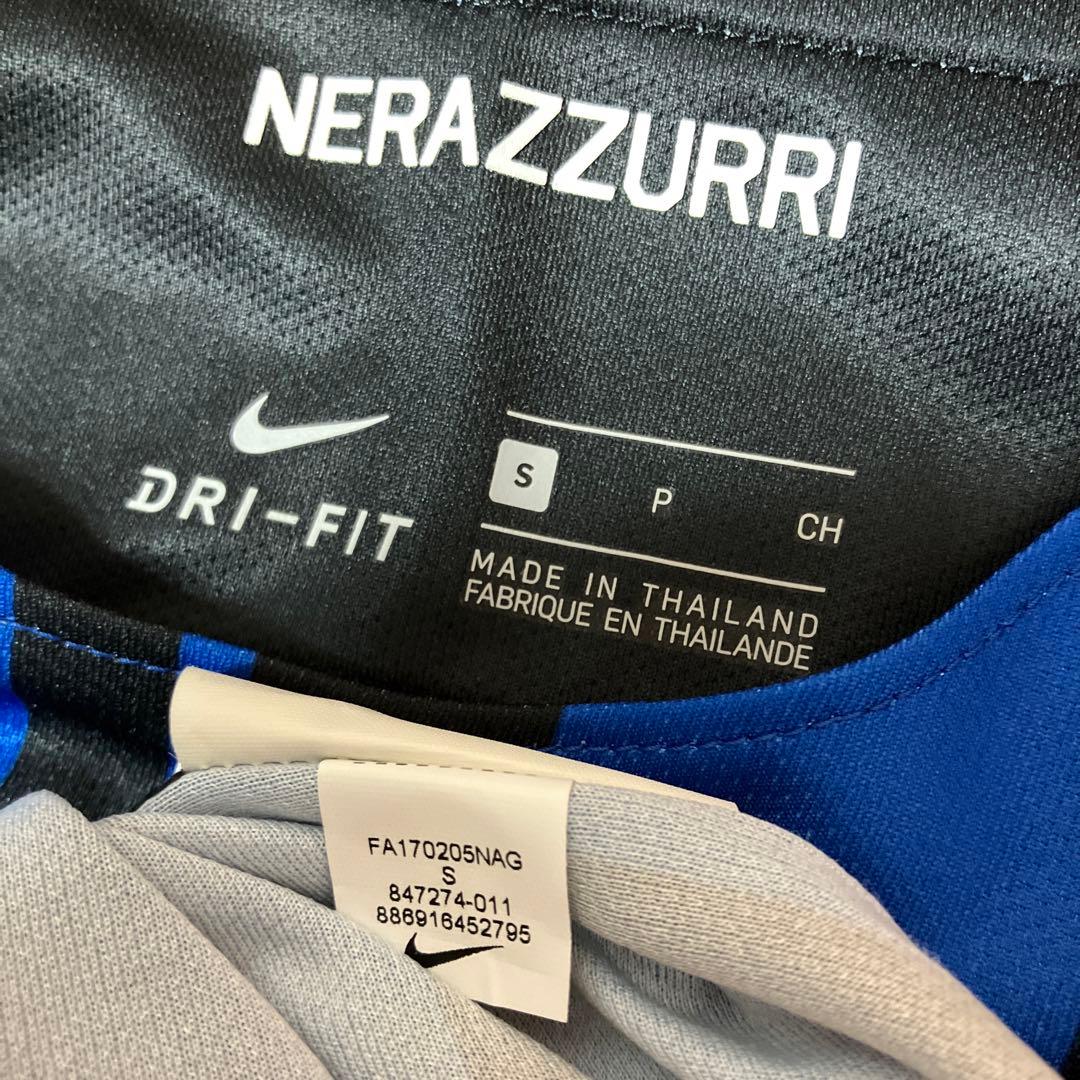 NERAZZURRI
DRI-FIT
S P CH
MADE IN THAILAND
FABRIQUE EN THAILANDE
FA170205NAG
S
847274-011
886916452795